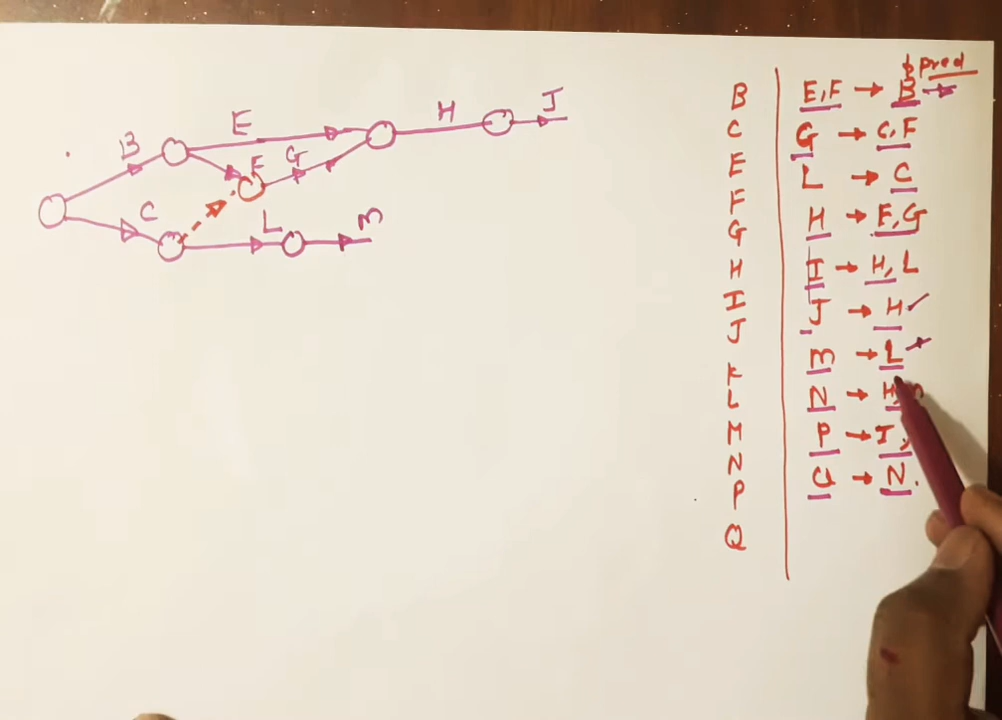 B
E
H
J
F
G
C
L
M
pred
B
E,F → B →
C
G → C,F
E
L → C
F
H → E,G
G
H
I → H, L
I
J → H ✓
J
K
M → L
L
N → H,
M
P →
N
→ N
P
Q